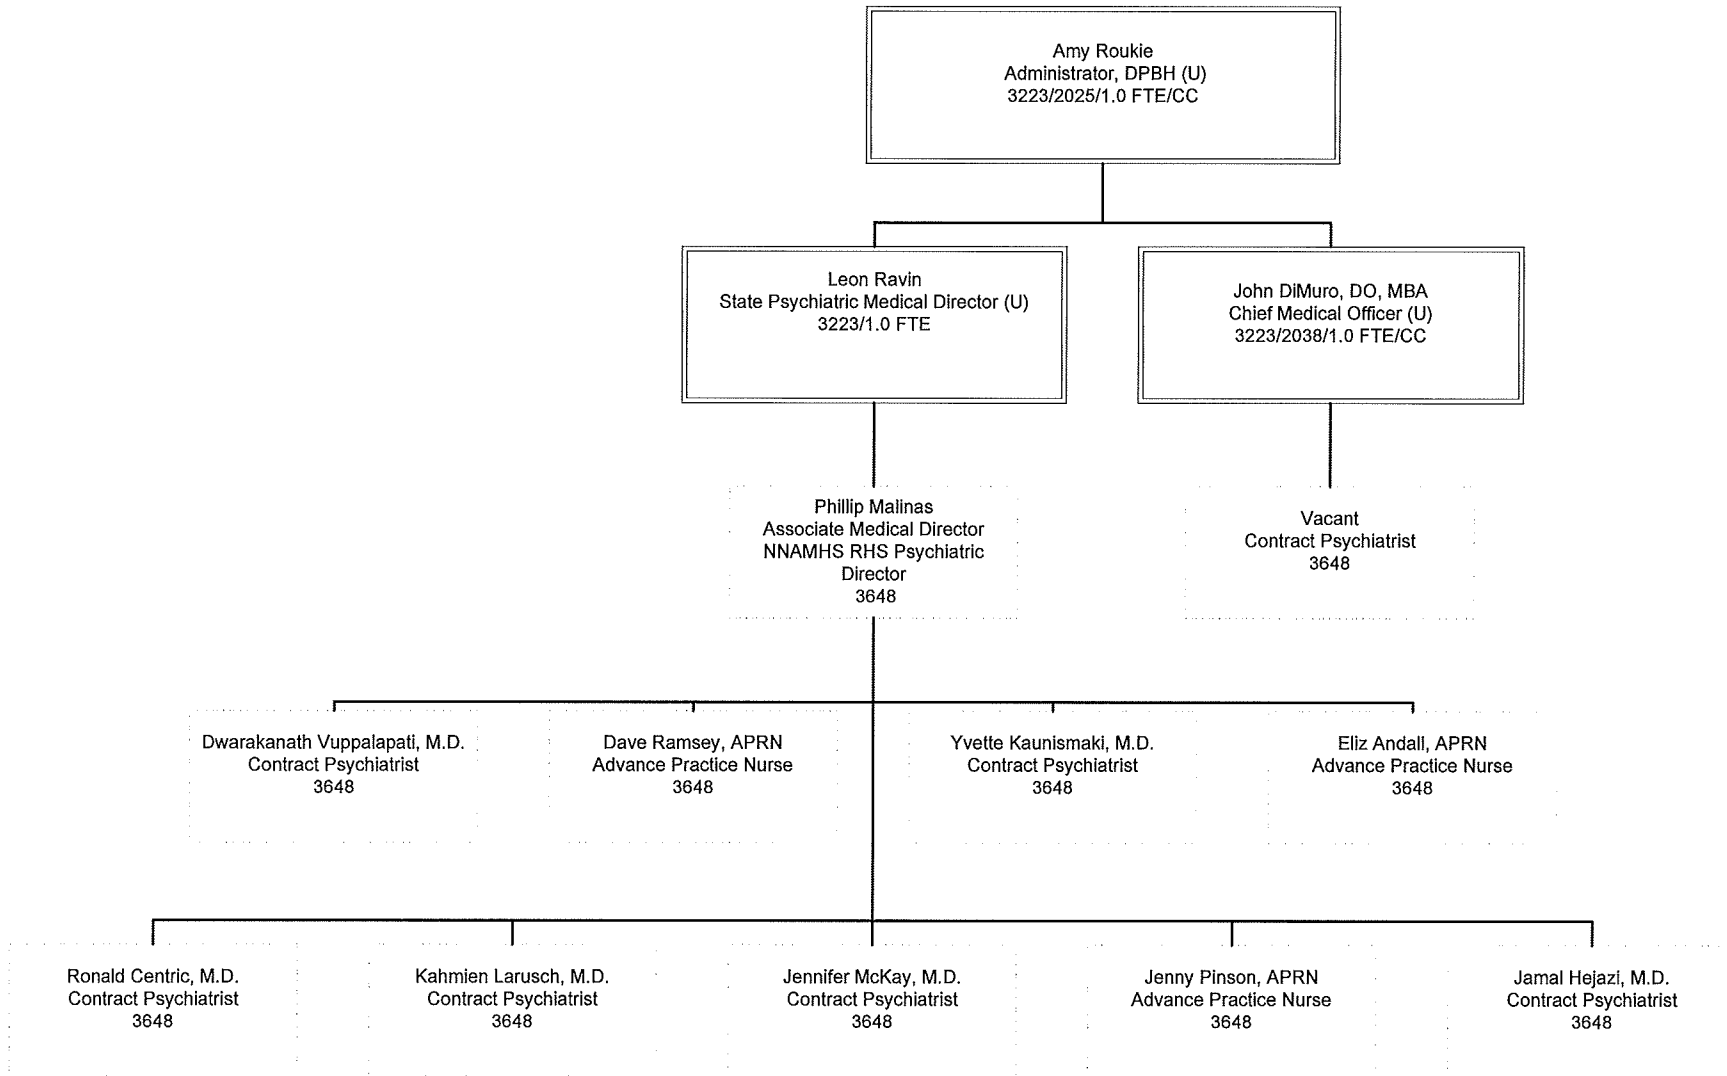 Amy Roukie
Administrator, DPBH (U)
3223/2025/1.0 FTE/CC
Leon Ravin
State Psychiatric Medical Director (U)
3223/1.0 FTE
John DiMuro, DO, MBA
Chief Medical Officer (U)
3223/2038/1.0 FTE/CC
Phillip Malinas
Associate Medical Director
NNAMHS RHS Psychiatric
Director
3648
Vacant
Contract Psychiatrist
3648
Dwarakanath Vuppalapati, M.D.
Contract Psychiatrist
3648
Dave Ramsey, APRN
Advance Practice Nurse
3648
Yvette Kaunismaki, M.D.
Contract Psychiatrist
3648
Eliz Andall, APRN
Advance Practice Nurse
3648
Ronald Centric, M.D.
Contract Psychiatrist
3648
Kahmien Larusch, M.D.
Contract Psychiatrist
3648
Jennifer McKay, M.D.
Contract Psychiatrist
3648
Jenny Pinson, APRN
Advance Practice Nurse
3648
Jamal Hejazi, M.D.
Contract Psychiatrist
3648